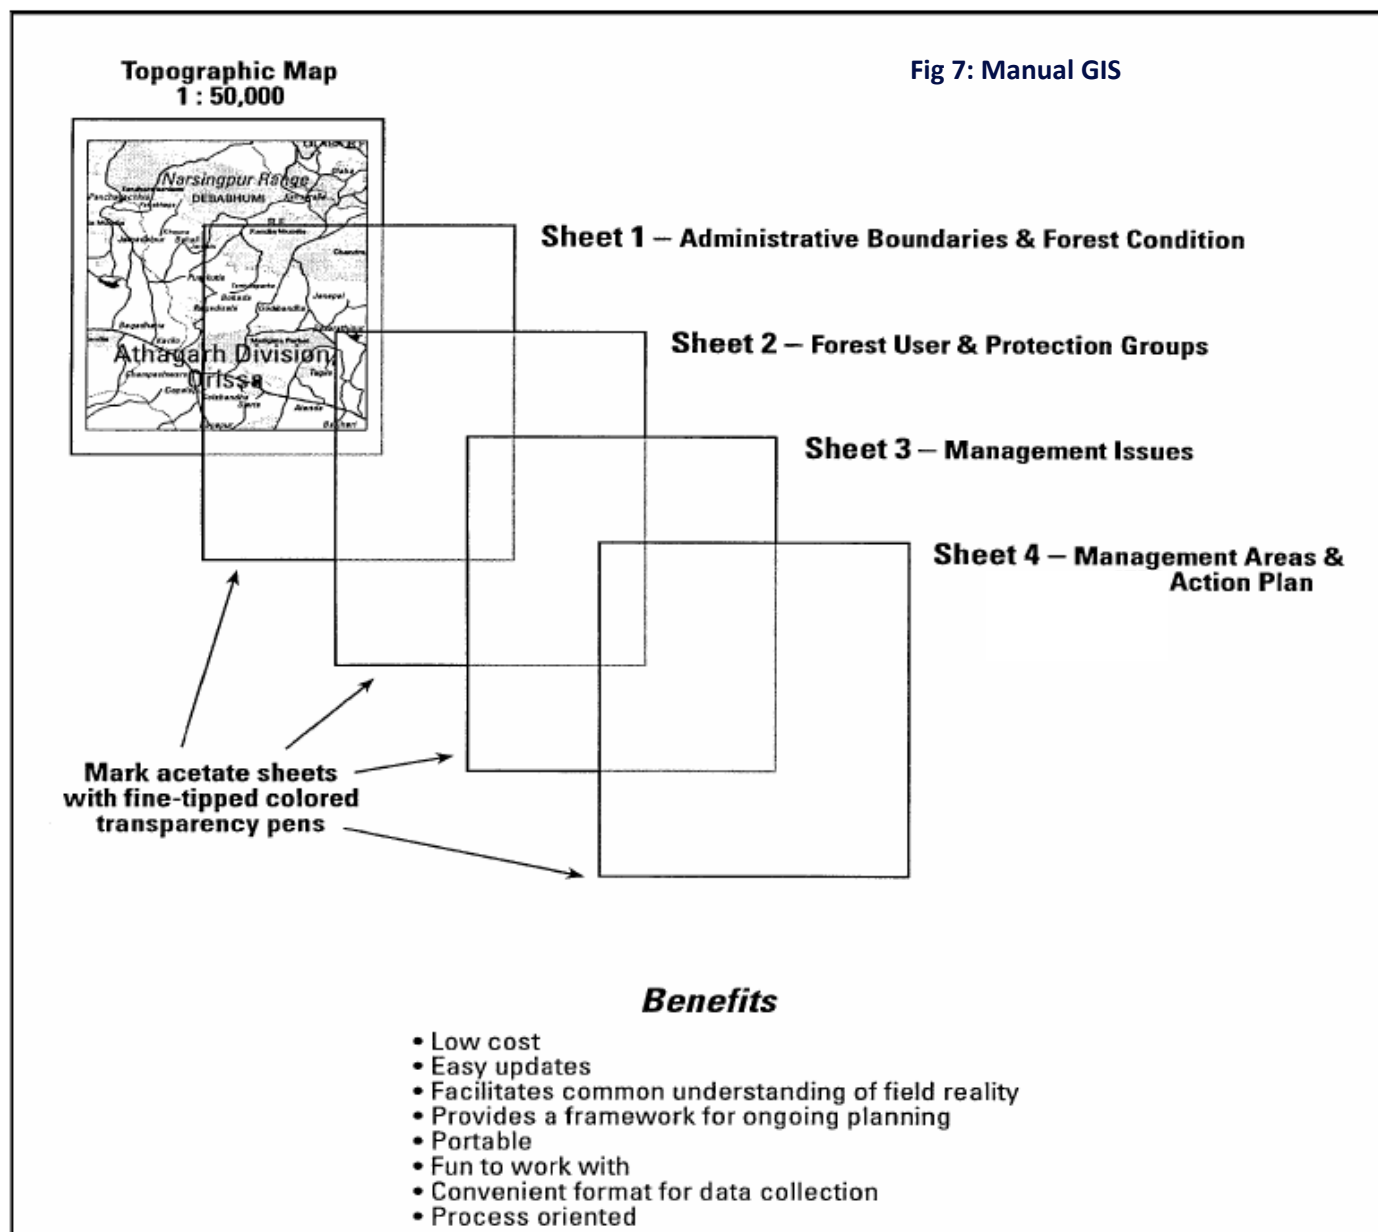 Fig 7: Manual GIS
Topographic Map
1 : 50,000
Narsingpur Range
DEBABHUMI
Athagarh Division,
Orissa
Sheet 1 – Administrative Boundaries & Forest Condition
Sheet 2 – Forest User & Protection Groups
Sheet 3 – Management Issues
Sheet 4 – Management Areas &
Action Plan
Mark acetate sheets
with fine-tipped colored
transparency pens
Benefits
• Low cost
• Easy updates
• Facilitates common understanding of field reality
• Provides a framework for ongoing planning
• Portable
• Fun to work with
• Convenient format for data collection
• Process oriented